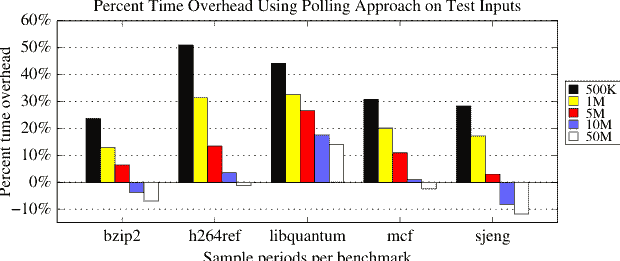 Percent Time Overhead Using Polling Approach on Test Inputs
Percent time overhead
60%
50%
40%
30%
20%
10%
0%
−10%
bzip2
h264ref
libquantum
mcf
sjeng
Sample periods per benchmark
500K
1M
5M
10M
50M